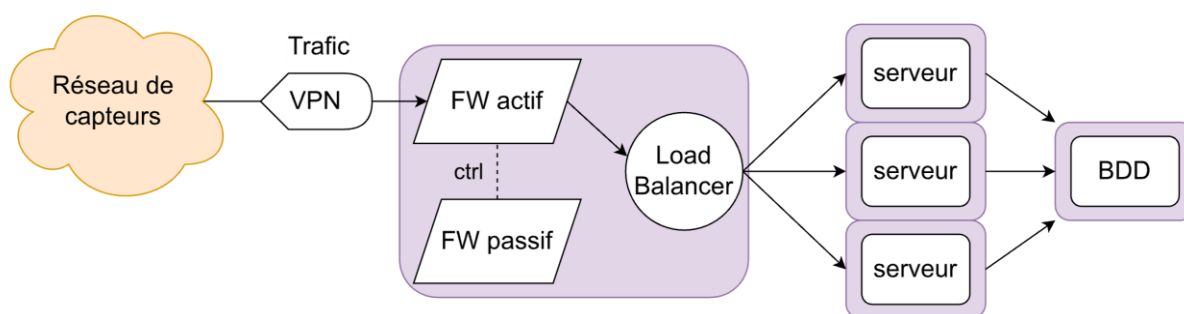 Réseau de
capteurs
Trafic
VPN
FW actif
ctrl
FW passif
Load
Balancer
serveur
serveur
serveur
BDD